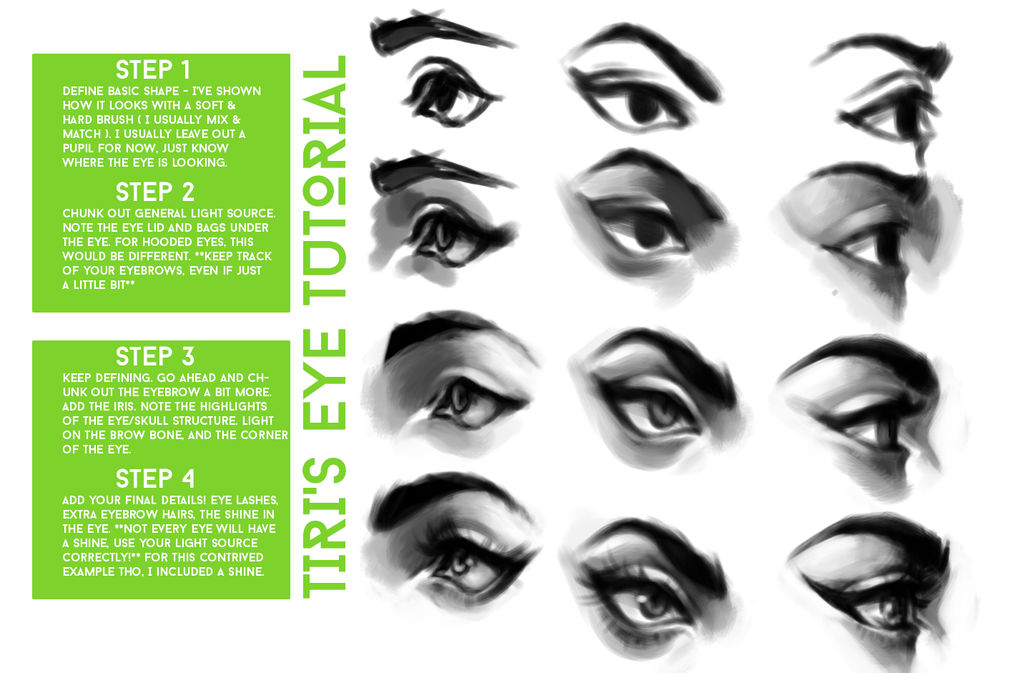 STEP 1
DEFINE BASIC SHAPE - I'VE SHOWN
HOW IT LOOKS WITH A SOFT &
HARD BRUSH ( I USUALLY MIX &
MATCH ). I USUALLY LEAVE OUT A
PUPIL FOR NOW, JUST KNOW
WHERE THE EYE IS LOOKING.
STEP 2
CHUNK OUT GENERAL LIGHT SOURCE.
NOTE THE EYE LID AND BAGS UNDER
THE EYE. FOR HOODED EYES, THIS
WOULD BE DIFFERENT. **KEEP TRACK
OF YOUR EYEBROWS, EVEN IF JUST
A LITTLE BIT**
STEP 3
KEEP DEFINING. GO AHEAD AND CH-
UNK OUT THE EYEBROW A BIT MORE.
ADD THE IRIS. NOTE THE HIGHLIGHTS
OF THE EYE/SKULL STRUCTURE. LIGHT
ON THE BROW BONE, AND THE CORNER
OF THE EYE.
STEP 4
ADD YOUR FINAL DETAILS! EYE LASHES,
EXTRA EYEBROW HAIRS, THE SHINE IN
THE EYE. **NOT EVERY EYE WILL HAVE
A SHINE, USE YOUR LIGHT SOURCE
CORRECTLY!** FOR THIS CONTRIVED
EXAMPLE THO, I INCLUDED A SHINE.
TIRI'S EYE TUTORIAL